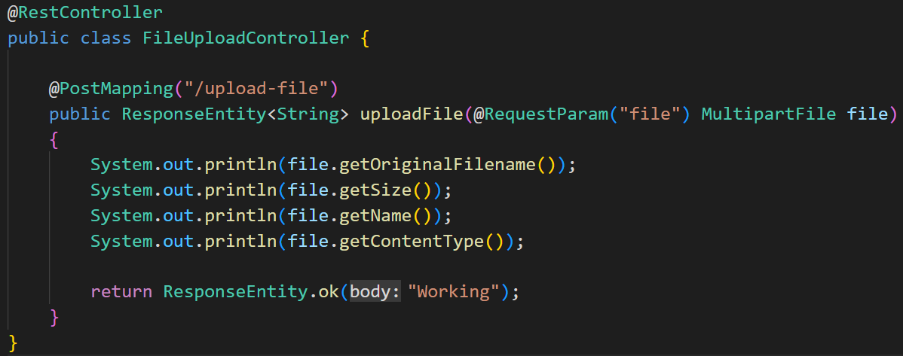 @RestController
public class FileUploadController {
@PostMapping("/upload-file")
public ResponseEntity<String> uploadFile(@RequestParam("file") MultipartFile file)
{
System.out.println(file.getOriginalFilename());
System.out.println(file.getSize());
System.out.println(file.getName());
System.out.println(file.getContentType());
return ResponseEntity.ok(body: "Working");
}
}